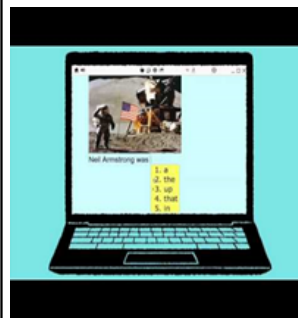 Neil Armstrong was
1. a
2. the
3. up
4. that
5. in